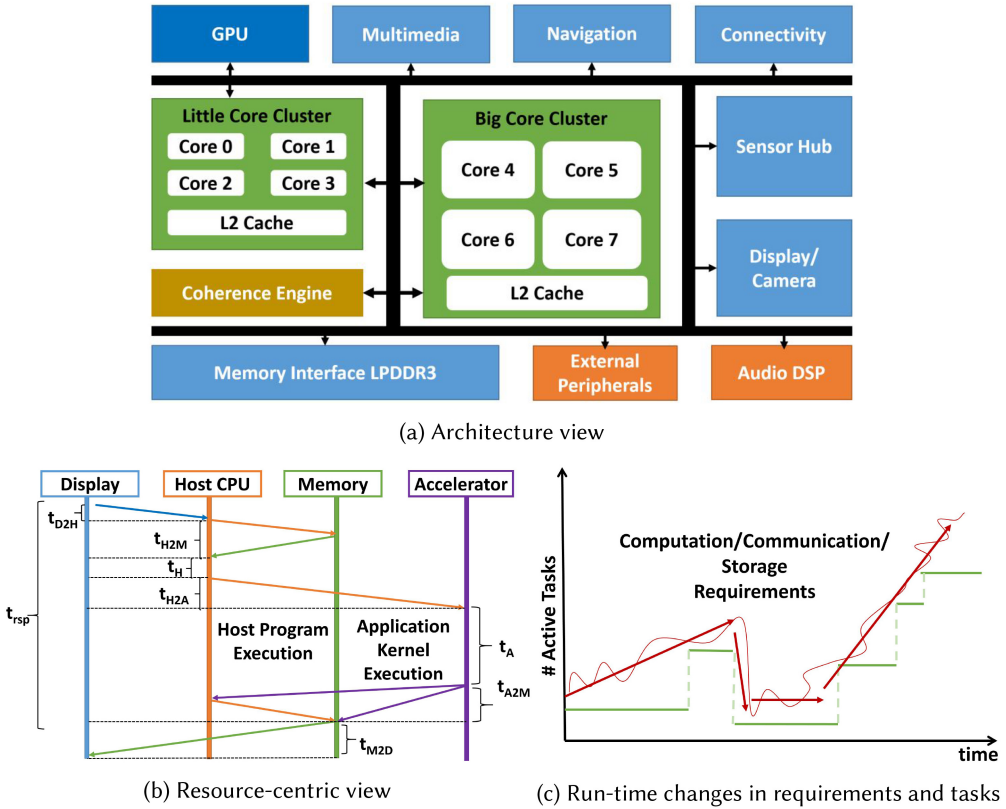 GPU
Multimedia
Navigation
Connectivity
Little Core Cluster
Core 0
Core 1
Core 2
Core 3
L2 Cache
Big Core Cluster
Core 4
Core 5
Core 6
Core 7
L2 Cache
Sensor Hub
Display/
Camera
Coherence Engine
Memory Interface LPDDR3
External
Peripherals
Audio DSP
(a) Architecture view
Display
Host CPU
Memory
Accelerator
tD2H
tH2M
tH
tH2A
trsp
Host Program
Execution
Application
Kernel
Execution
tA
tA2M
tM2D
(b) Resource-centric view
# Active Tasks
Computation/Communication/
Storage
Requirements
time
(c) Run-time changes in requirements and tasks